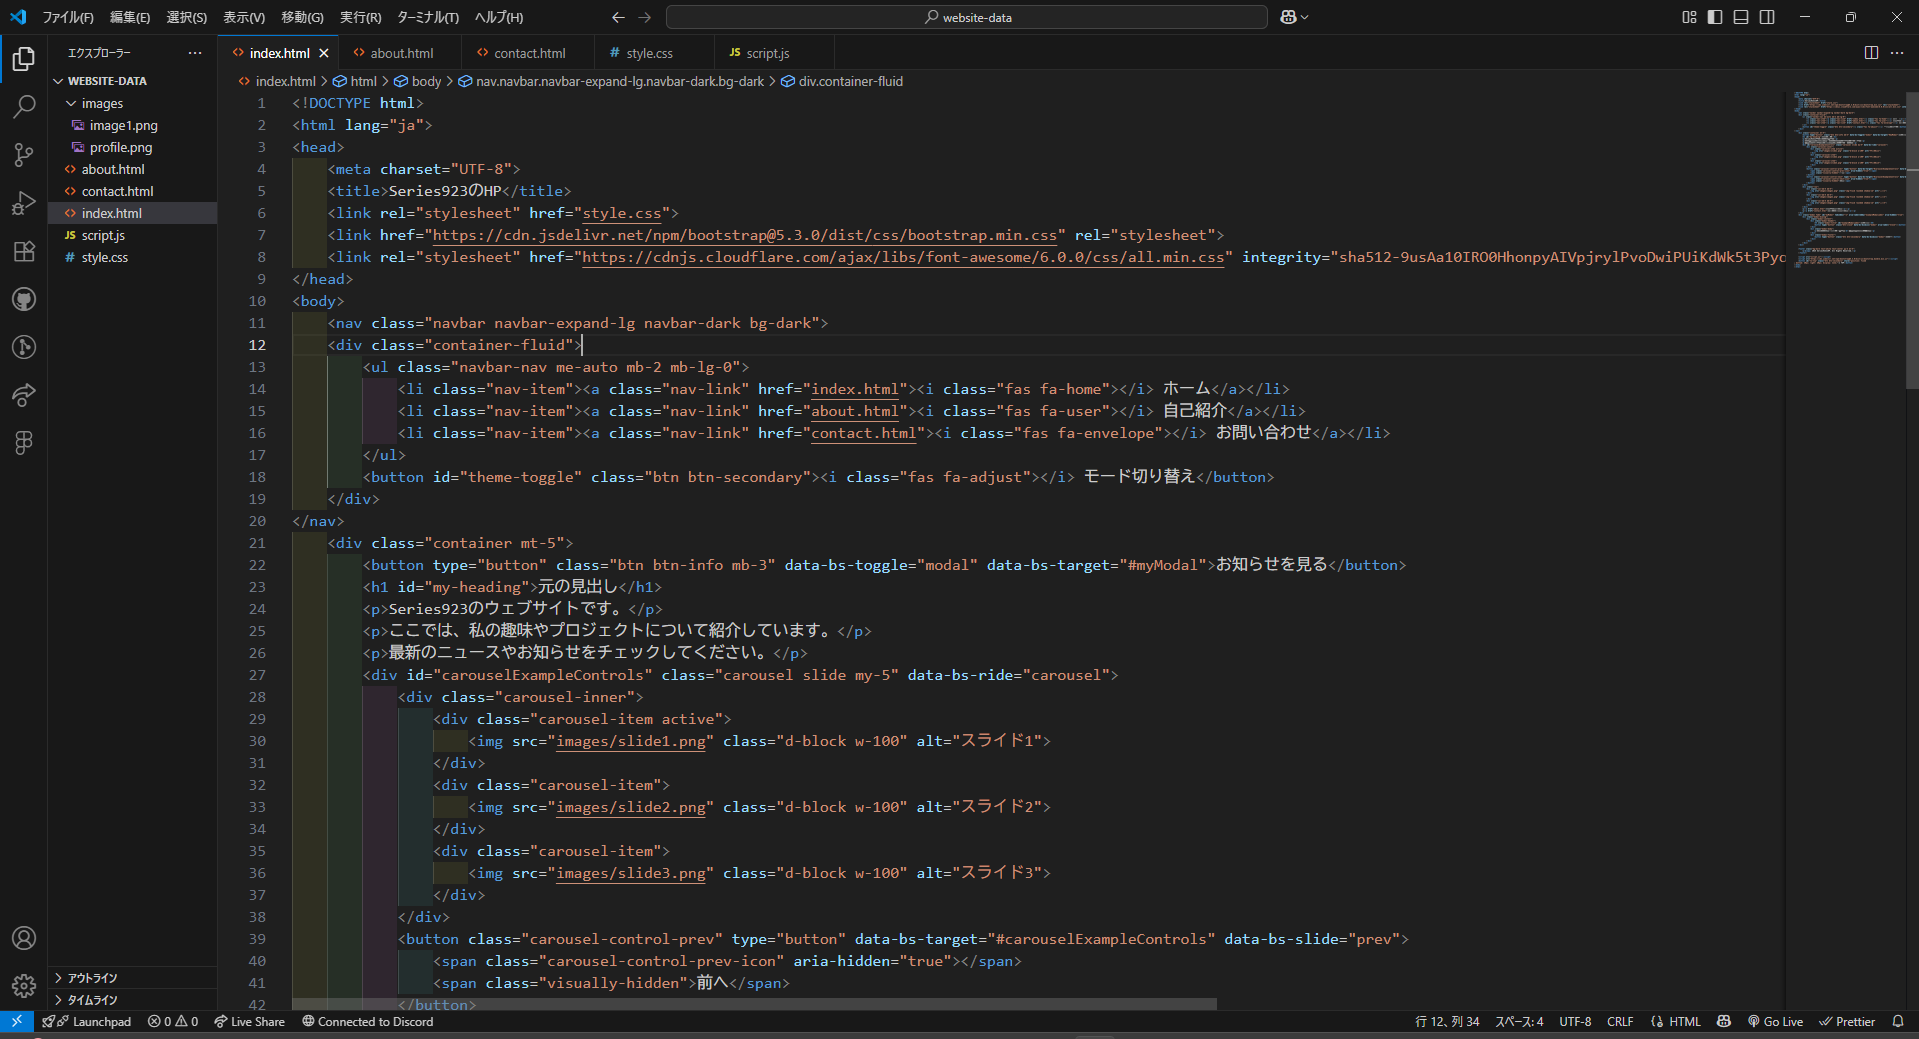 ファイル(F) 編集(E) 選択(S) 表示(V) 移動(G) 実行(R) ターミナル(T) ヘルプ(H) website-data
エクスプローラー
index.html about.html contact.html # style.css JS script.js
WEBSITE-DATA
images
image1.png
profile.png
about.html
contact.html
index.html
JS script.js
# style.css
index.html > html > body > nav.navbar.navbar-expand-lg.navbar-dark.bg-dark > div.container-fluid
1 <!DOCTYPE html>
2 <html lang="ja">
3 <head>
4 <meta charset="UTF-8">
5 <title>Series923のHP</title>
6 <link rel="stylesheet" href="style.css">
7 <link href="https://cdn.jsdelivr.net/npm/bootstrap@5.3.0/dist/css/bootstrap.min.css" rel="stylesheet">
8 <link rel="stylesheet" href="https://cdnjs.cloudflare.com/ajax/libs/font-awesome/6.0.0/css/all.min.css" integrity="sha512-9usAa10IRO0HhonpyAIVpjrylPvoDwiPUiKdWk5t3Pyo
9 </head>
10 <body>
11 <nav class="navbar navbar-expand-lg navbar-dark bg-dark">
12 <div class="container-fluid">
13 <ul class="navbar-nav me-auto mb-2 mb-lg-0">
14 <li class="nav-item"><a class="nav-link" href="index.html"><i class="fas fa-home"></i> ホーム</a></li>
15 <li class="nav-item"><a class="nav-link" href="about.html"><i class="fas fa-user"></i> 自己紹介</a></li>
16 <li class="nav-item"><a class="nav-link" href="contact.html"><i class="fas fa-envelope"></i> お問い合わせ</a></li>
17 </ul>
18 <button id="theme-toggle" class="btn btn-secondary"><i class="fas fa-adjust"></i> モード切り替え</button>
19 </div>
20 </nav>
21 <div class="container mt-5">
22 <button type="button" class="btn btn-info mb-3" data-bs-toggle="modal" data-bs-target="#myModal">お知らせを見る</button>
23 <h1 id="my-heading">元の見出し</h1>
24 <p>Series923のウェブサイトです。</p>
25 <p>ここでは、私の趣味やプロジェクトについて紹介しています。</p>
26 <p>最新のニュースやお知らせをチェックしてください。</p>
27 <div id="carouselExampleControls" class="carousel slide my-5" data-bs-ride="carousel">
28 <div class="carousel-inner">
29 <div class="carousel-item active">
30 <img src="images/slide1.png" class="d-block w-100" alt="スライド1">
31 </div>
32 <div class="carousel-item">
33 <img src="images/slide2.png" class="d-block w-100" alt="スライド2">
34 </div>
35 <div class="carousel-item">
36 <img src="images/slide3.png" class="d-block w-100" alt="スライド3">
37 </div>
38 </div>
39 <button class="carousel-control-prev" type="button" data-bs-target="#carouselExampleControls" data-bs-slide="prev">
40 <span class="carousel-control-prev-icon" aria-hidden="true"></span>
41 <span class="visually-hidden">前へ</span>
42 </button>
アウトライン
タイムライン
Launchpad 0 0 Live Share Connected to Discord 行 12、列 34 スペース: 4 UTF-8 CRLF {} HTML Go Live Prettier